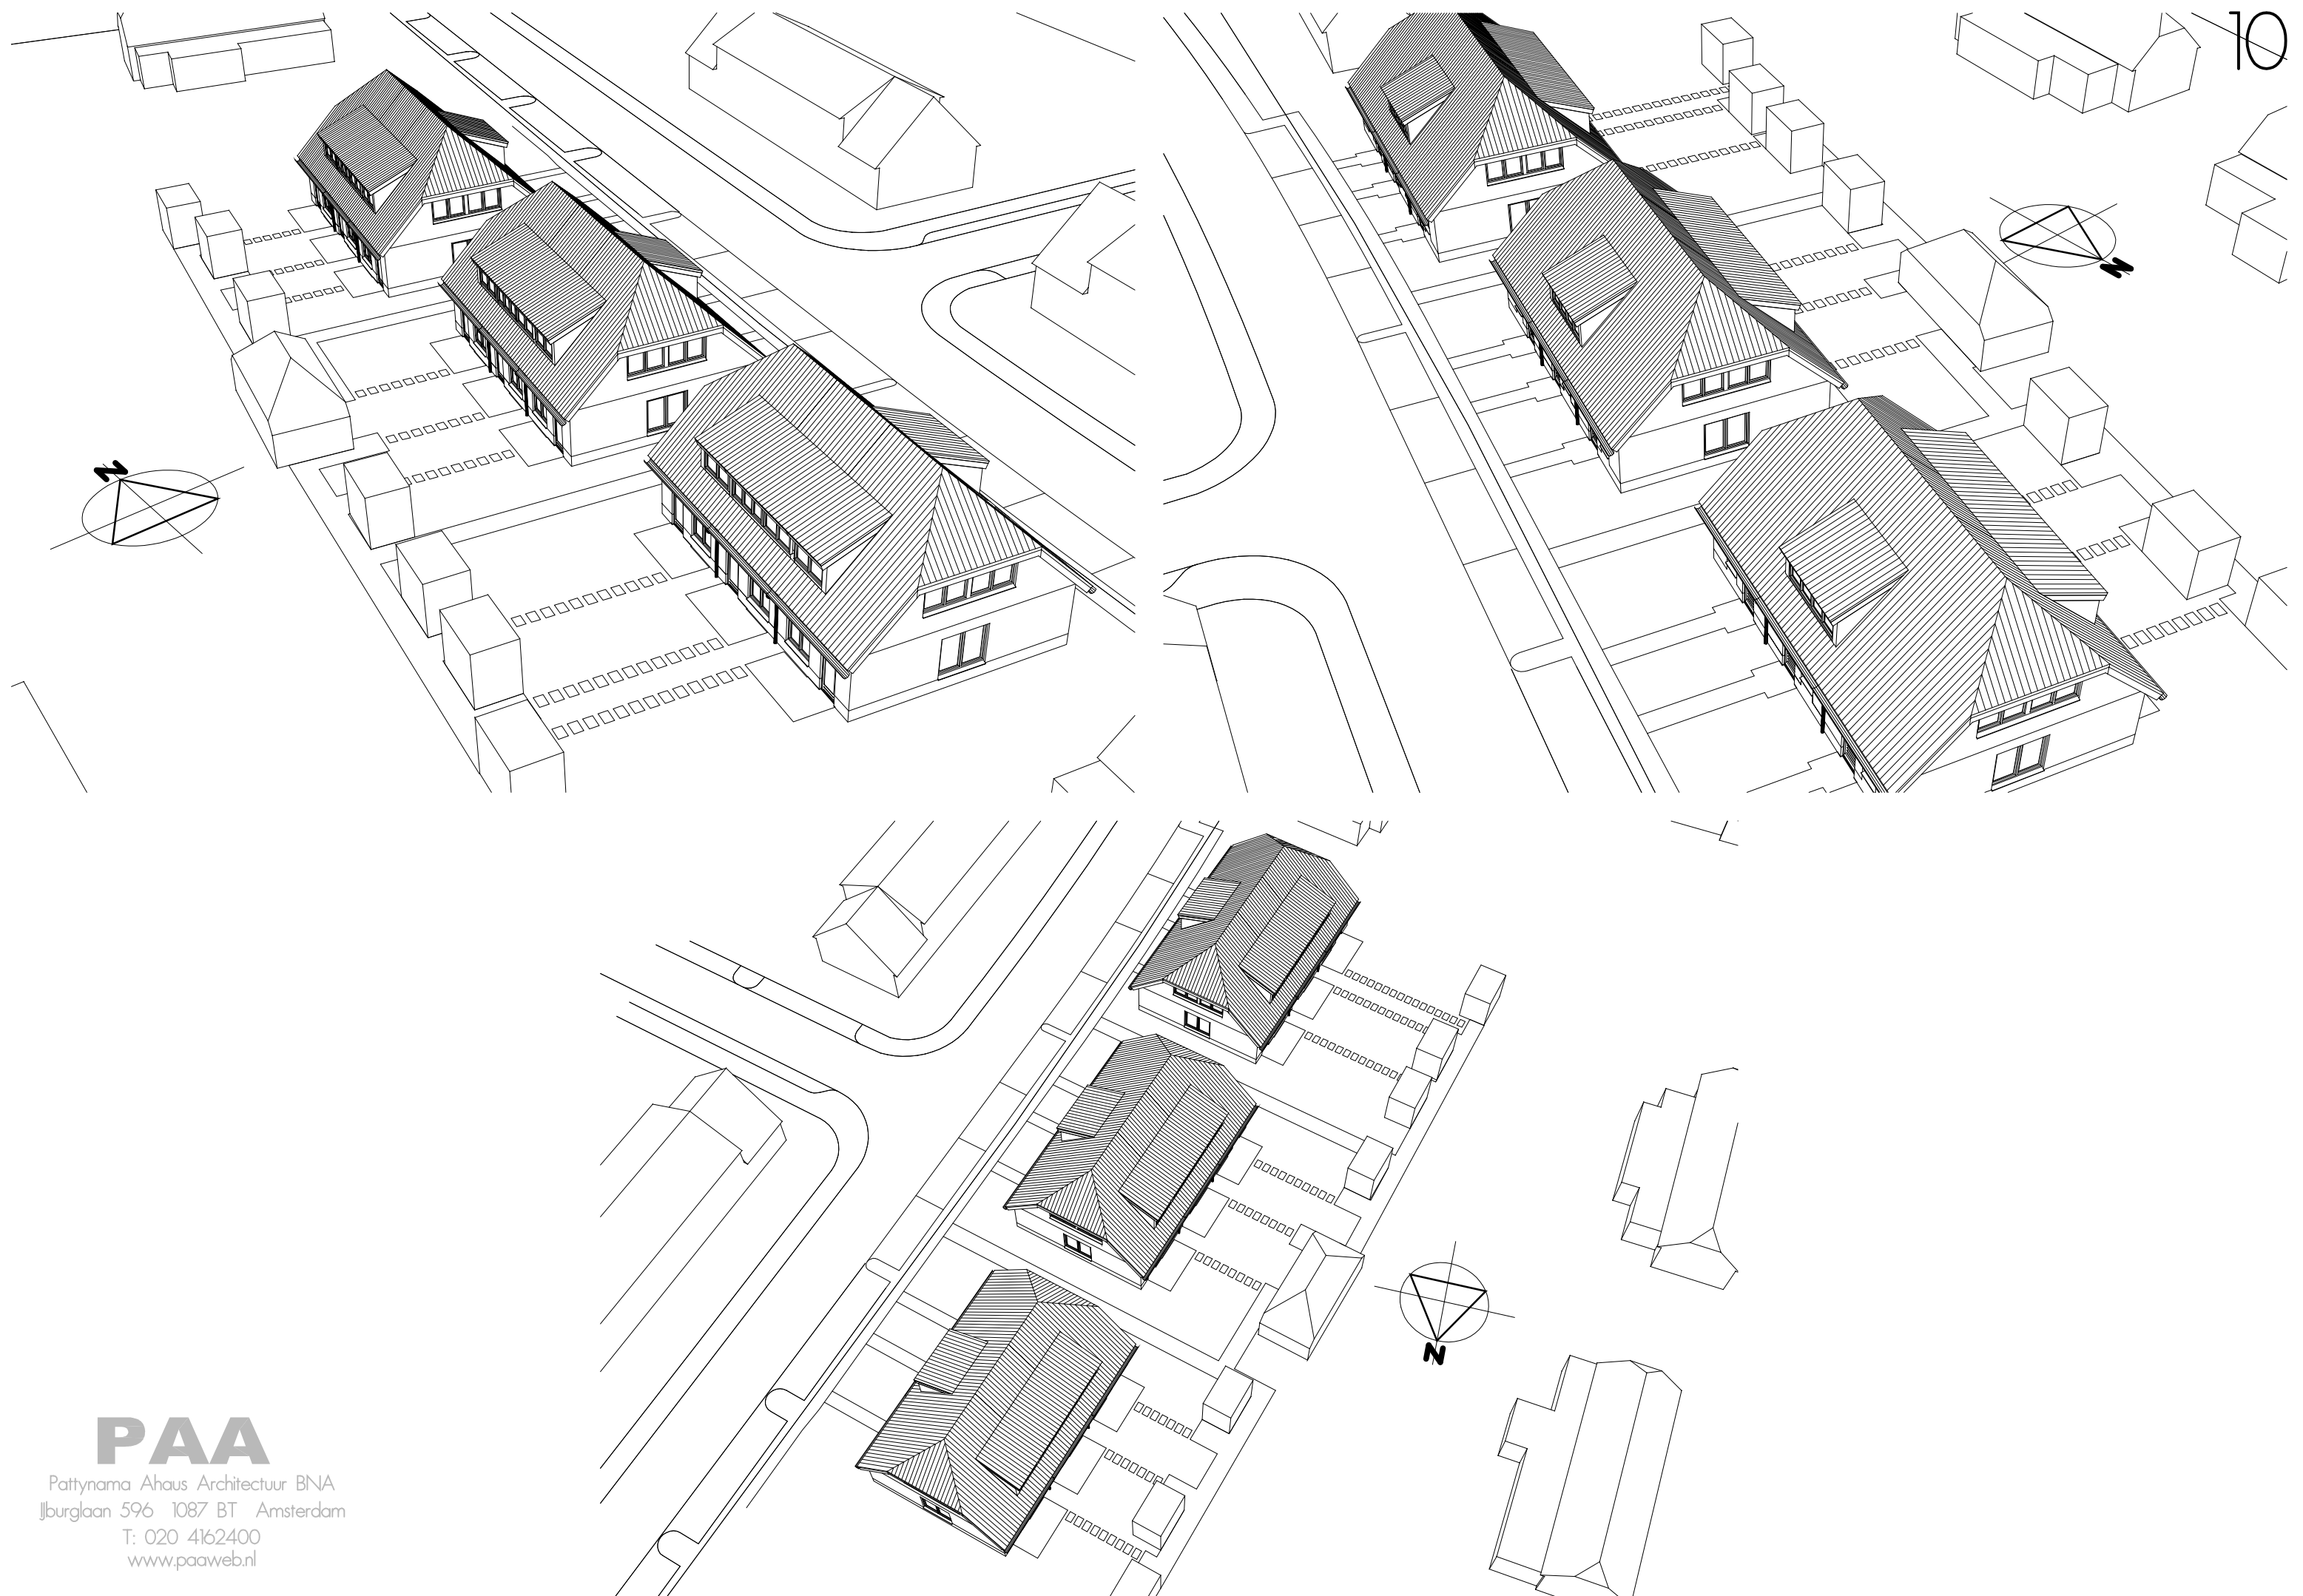 10
N
N
N
PAA
Pattynama Ahaus Architectuur BNA
IJburglaan 596 1087 BT Amsterdam
T: 020 4162400
www.paaweb.nl